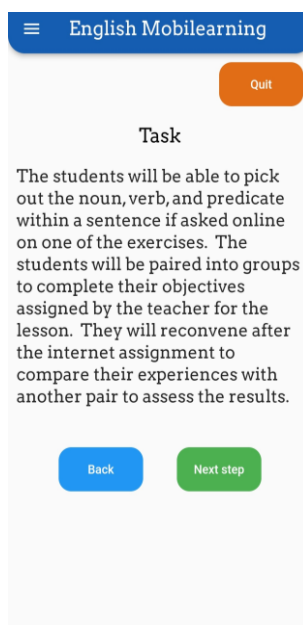 English Mobilearning
Quit
Task
The students will be able to pick
out the noun, verb, and predicate
within a sentence if asked online
on one of the exercises. The
students will be paired into groups
to complete their objectives
assigned by the teacher for the
lesson. They will reconvene after
the internet assignment to
compare their experiences with
another pair to assess the results.
Back
Next step